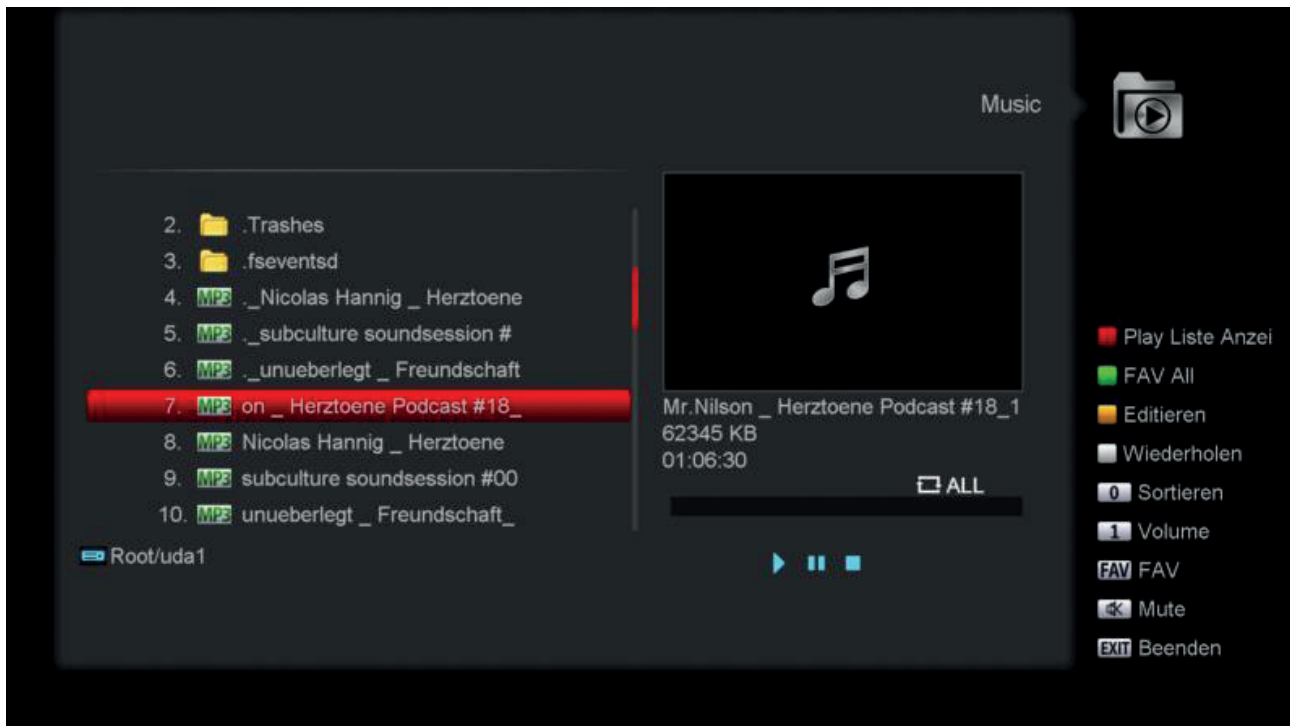 Music
2. .Trashes
3. .fseventsd
4. MP3 ._Nicolas Hannig _ Herztoene
5. MP3 ._subculture soundsession #
6. MP3 ._unueberlegt _ Freundschaft
7. MP3 on _ Herztoene Podcast #18_
8. MP3 Nicolas Hannig _ Herztoene
9. MP3 subculture soundsession #00
10. MP3 unueberlegt _ Freundschaft_
Root/uda1
Mr.Nilson _ Herztoene Podcast #18_1
62345 KB
01:06:30
ALL
Play Liste Anzei
FAV All
Editieren
Wiederholen
0 Sortieren
1 Volume
FAV FAV
Mute
EXIT Beenden